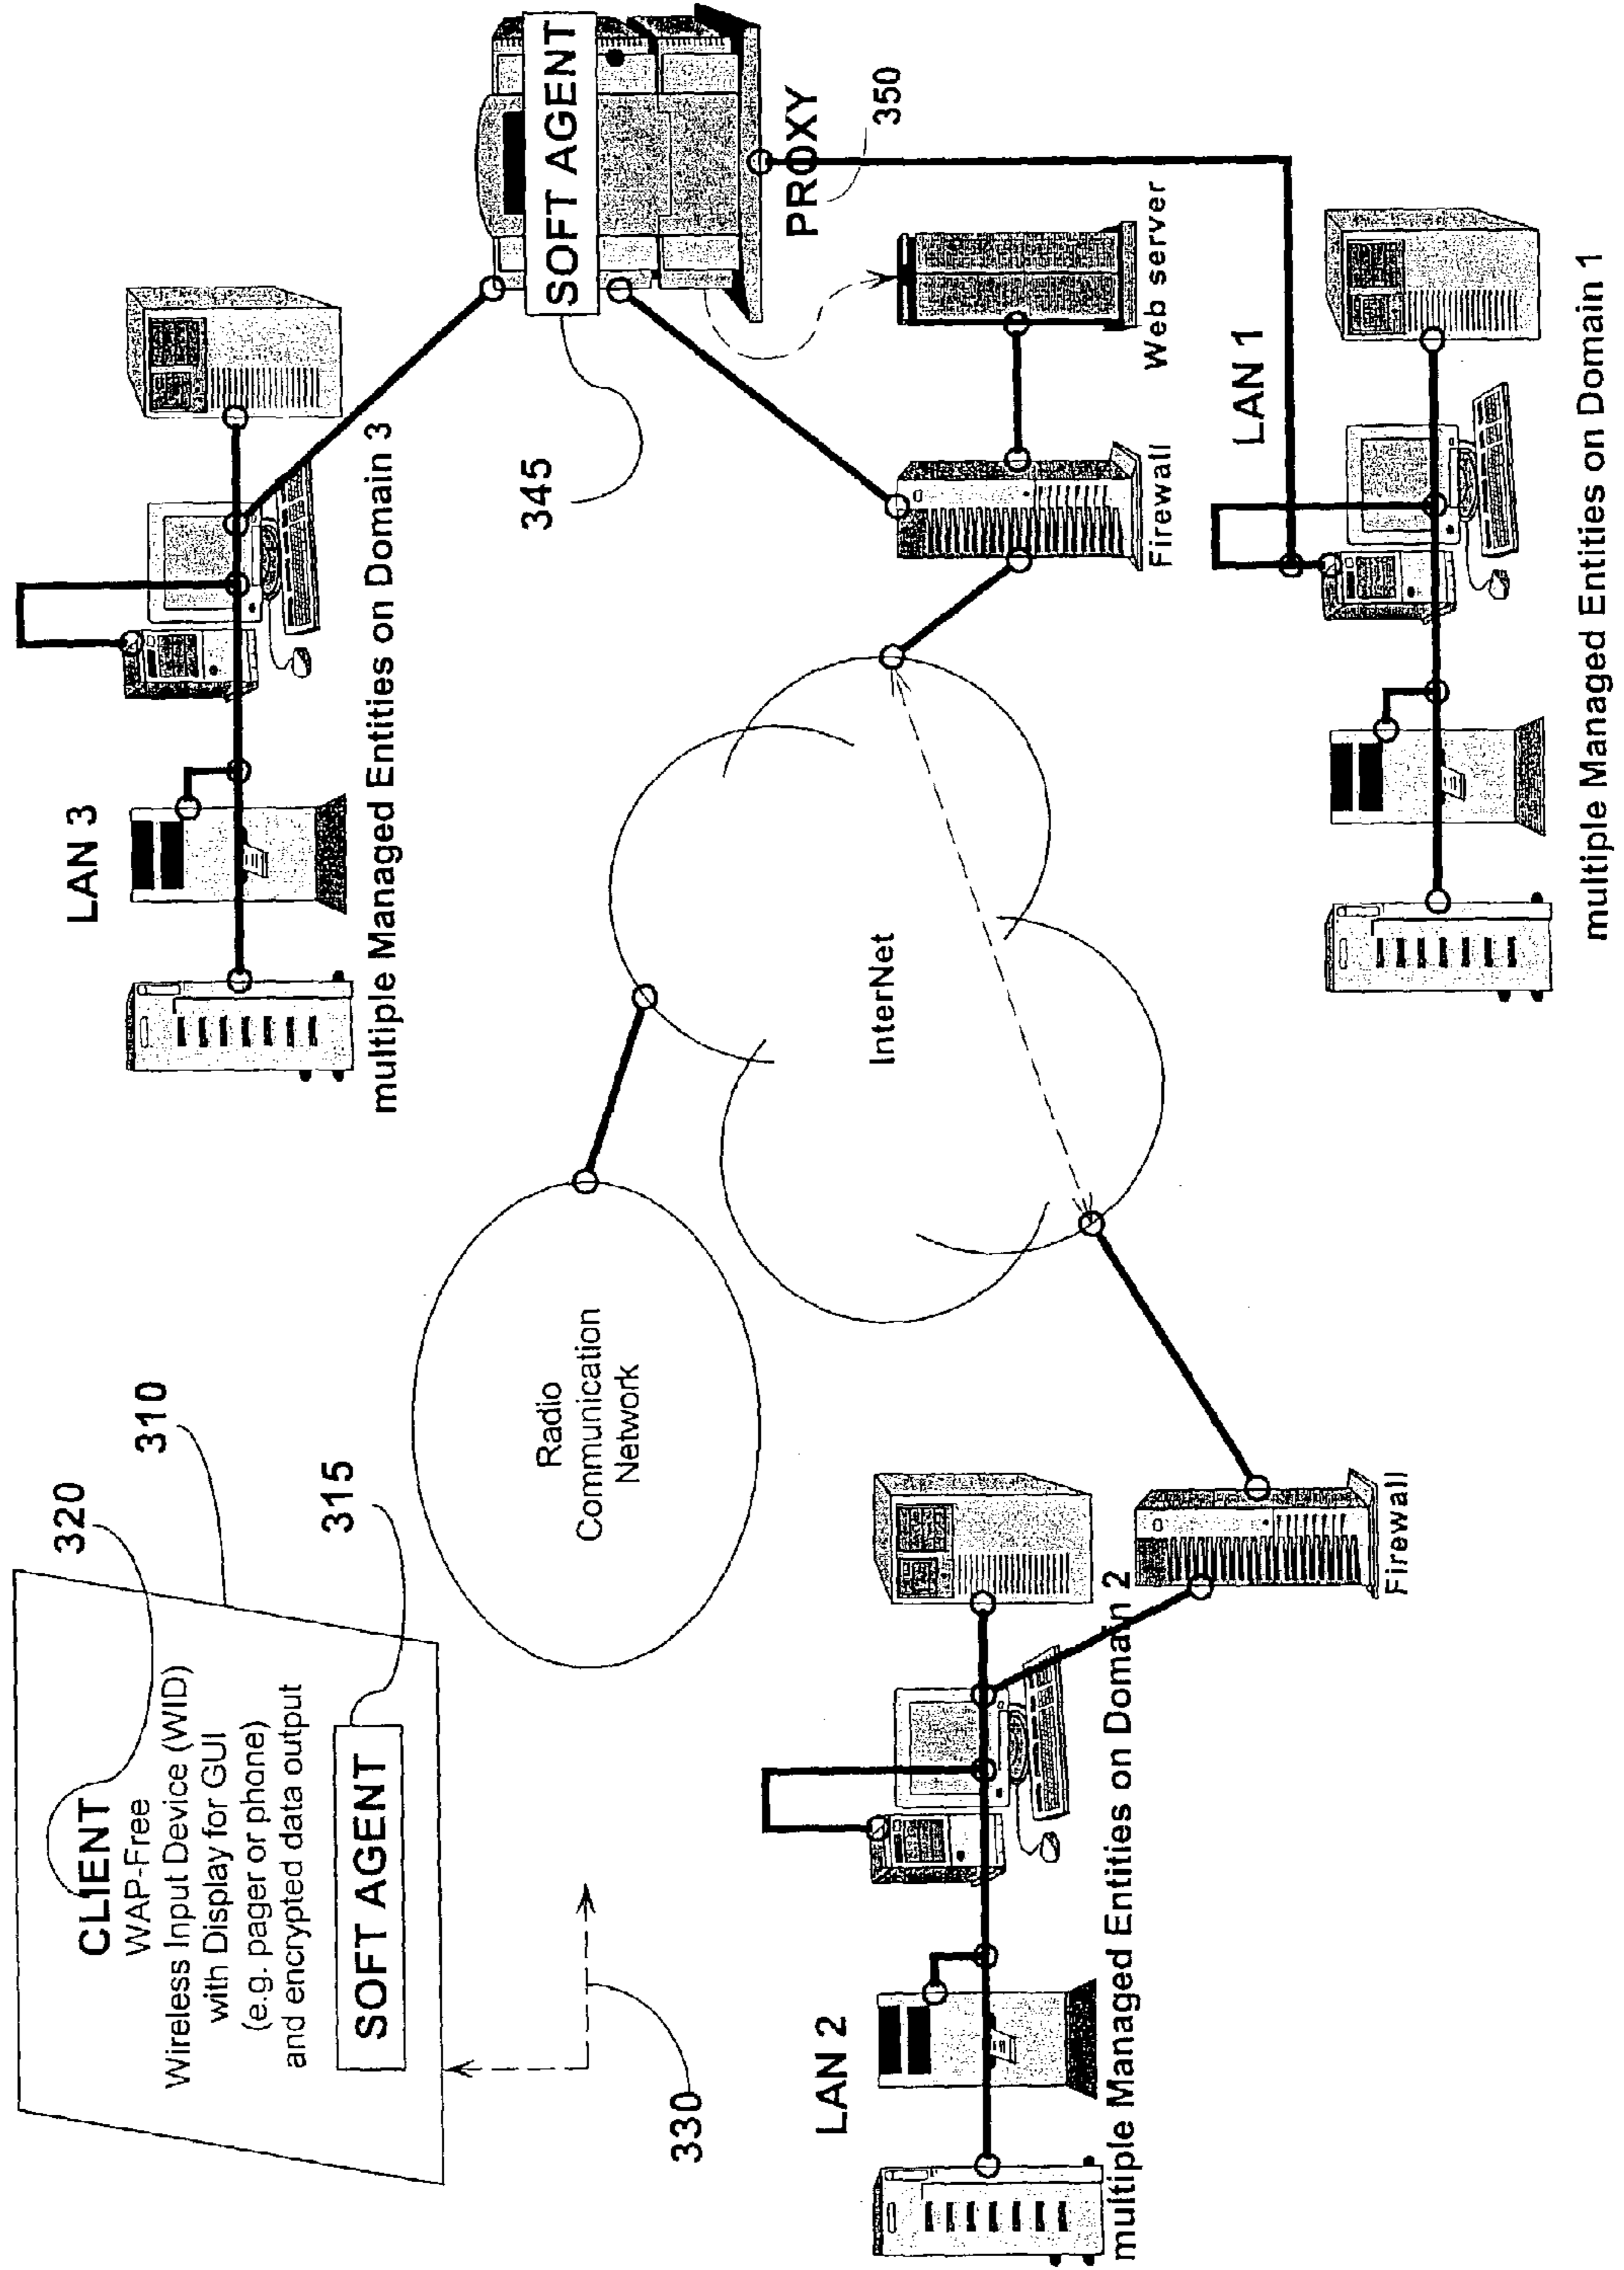 320
310
CLIENT
WAP-Free
Wireless Input Device (WID)
with Display for GUI
(e.g. pager or phone)
and encrypted data output
315
SOFT AGENT
330
Radio
Communication
Network
InterNet
LAN 3
multiple Managed Entities on Domain 3
345
SOFT AGENT
PROXY
350
Web server
Firewall
LAN 1
multiple Managed Entities on Domain 1
LAN 2
multiple Managed Entities on Domain 2
Firewall